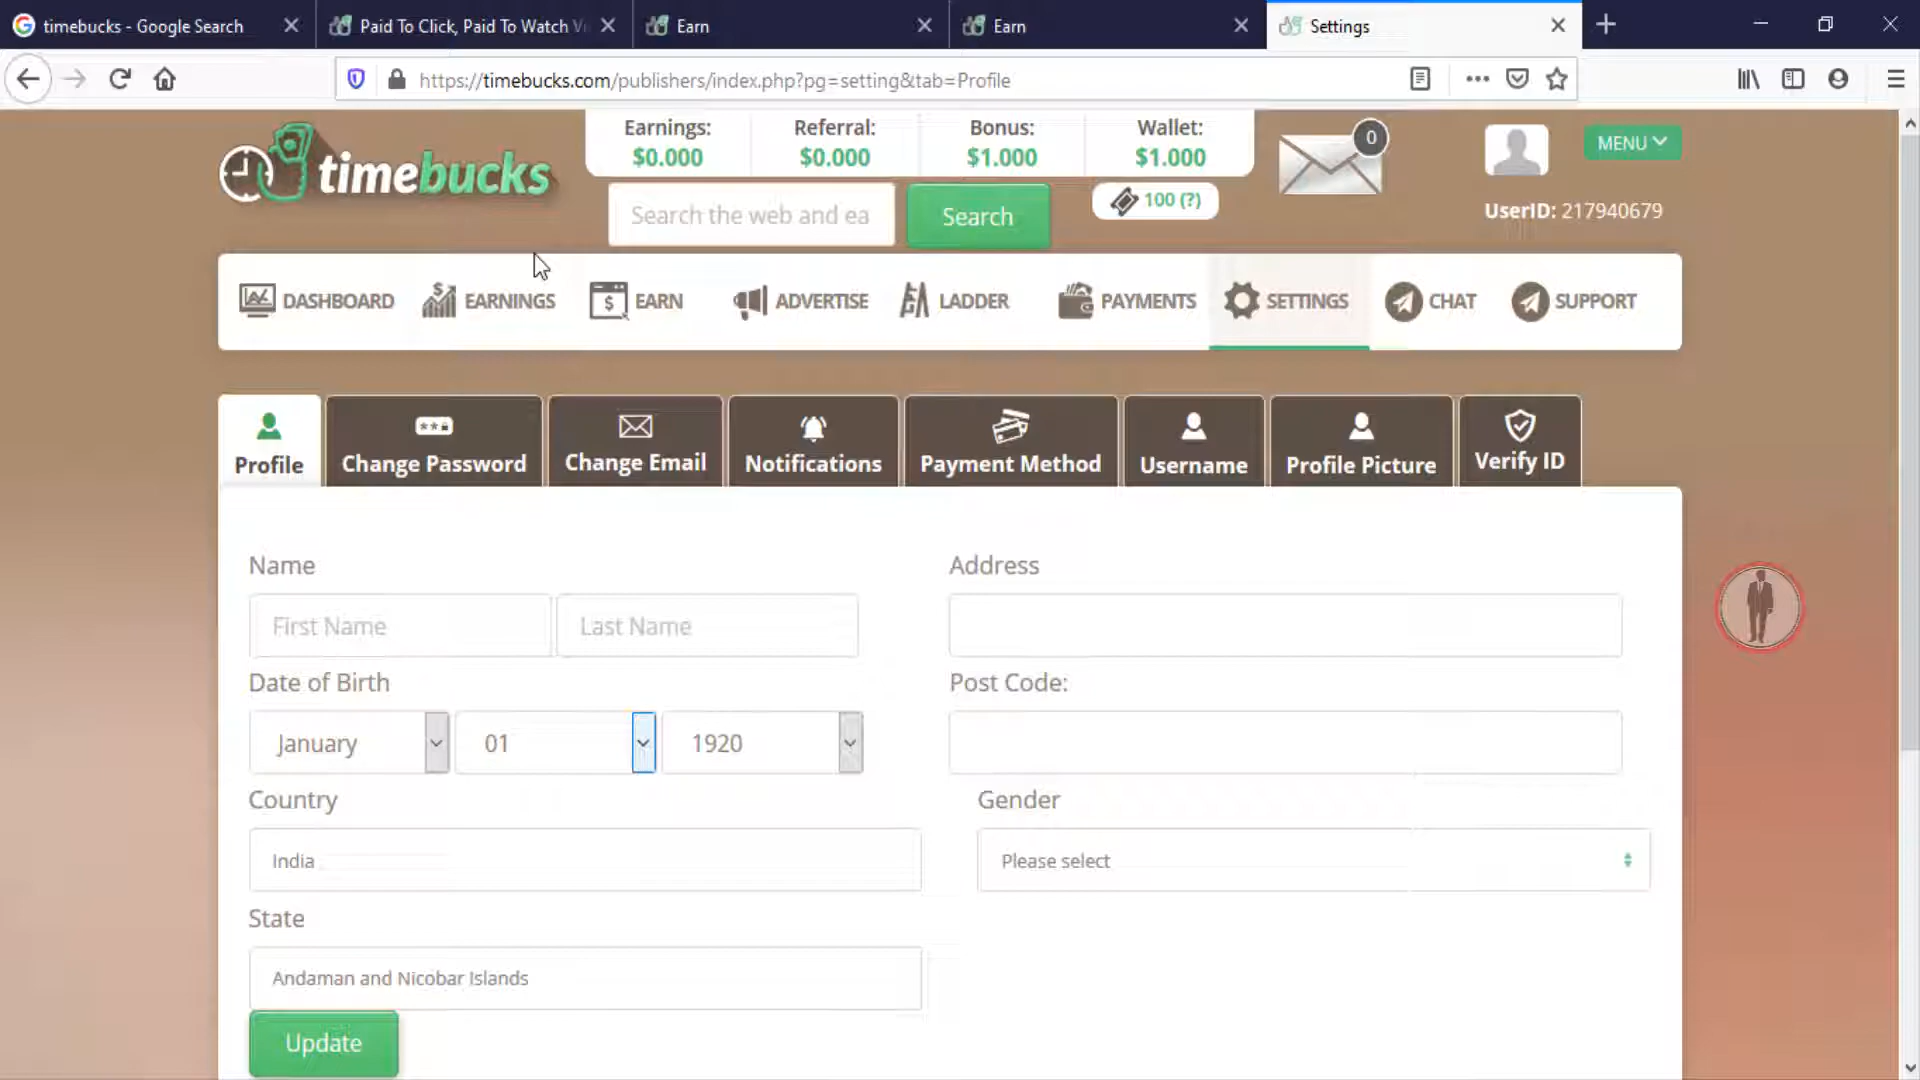 timebucks - Google Search
Paid To Click, Paid To Watch Vi
Earn
Earn
Settings
https://timebucks.com/publishers/index.php?pg=setting&tab=Profile
timebucks
Earnings: Referral: Bonus: Wallet:
$0.000 $0.000 $1.000 $1.000
0
MENU
Search the web and ea
Search
100 (?)
UserID: 217940679
DASHBOARD EARNINGS EARN ADVERTISE LADDER PAYMENTS SETTINGS CHAT SUPPORT
Profile Change Password Change Email Notifications Payment Method Username Profile Picture Verify ID
Name Address
First Name Last Name
Date of Birth Post Code:
January 01 1920
Country Gender
India Please select
State
Andaman and Nicobar Islands
Update